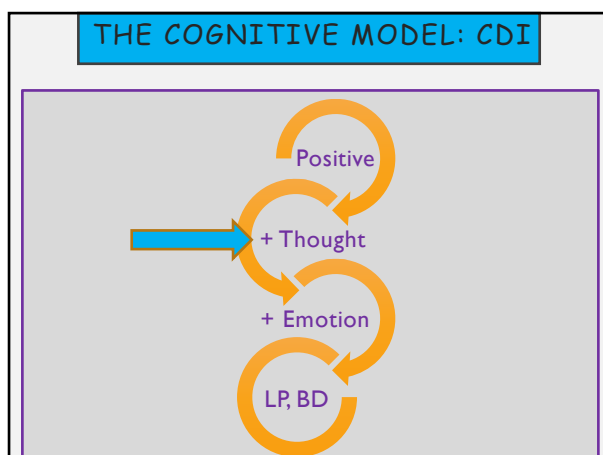 THE COGNITIVE MODEL: CDI
Positive
+ Thought
+ Emotion
LP, BD